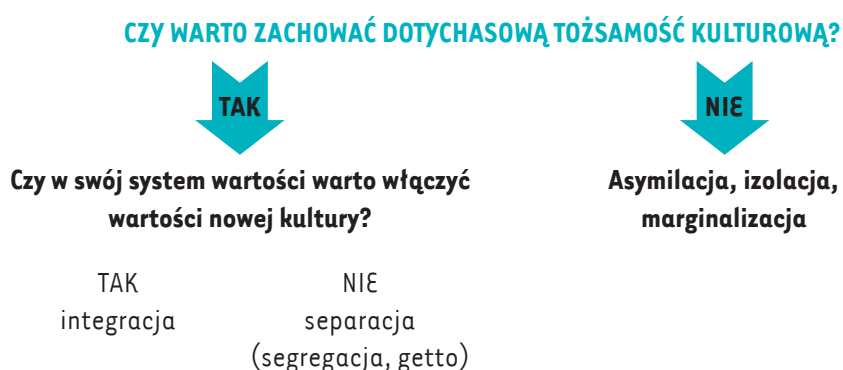 CZY WARTO ZACHOWAĆ DOTYCHASOWĄ TOŻSAMOŚĆ KULTUROWĄ?
TAK
NIE
Czy w swój system wartości warto włączyć
wartości nowej kultury?
Asymilacja, izolacja,
marginalizacja
TAK
integracja
NIE
separacja
(segregacja, getto)